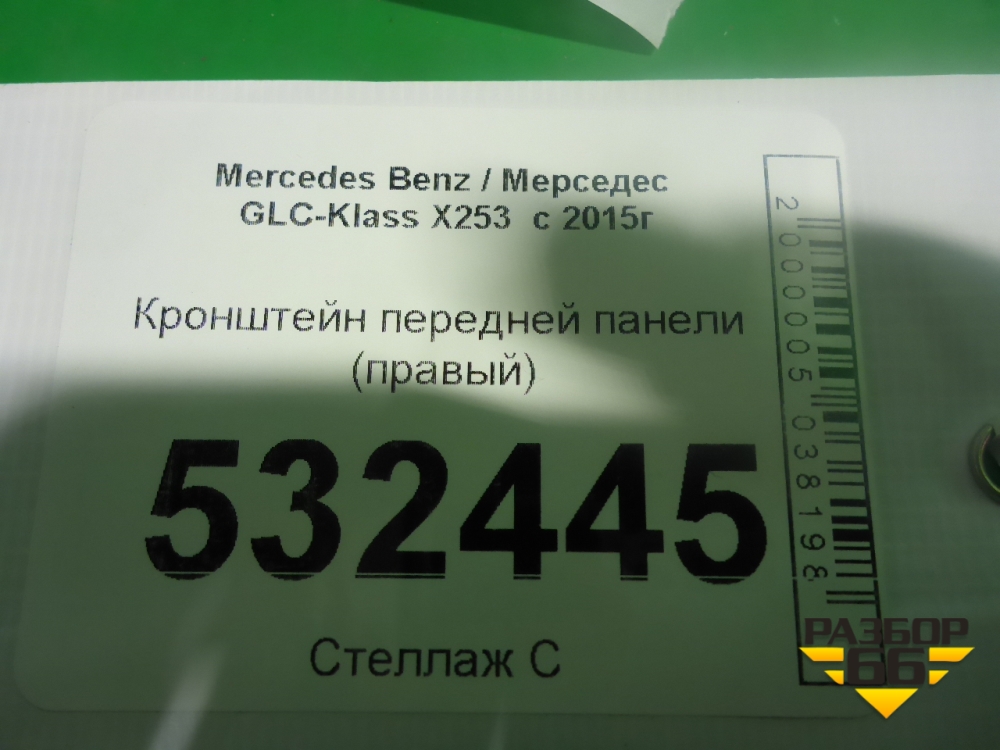 Mercedes Benz / Мерседес
GLC-Klass X253 с 2015г
Кронштейн передней панели
(правый)
532445
Стеллаж С
2000005038198
РАЗБОР
66